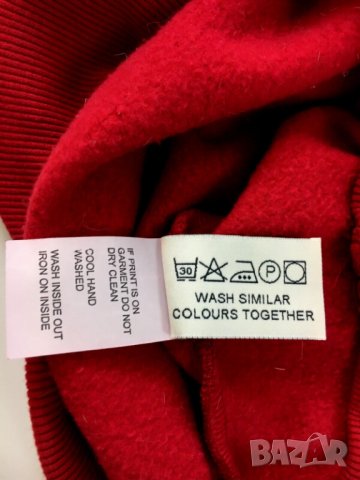 IF PRINT IS ON
GARMENT DO NOT
DRY CLEAN
COOL HAND
WASHED
WASH INSIDE OUT
IRON ON INSIDE
30
P
WASH SIMILAR
COLOURS TOGETHER
BAZAR